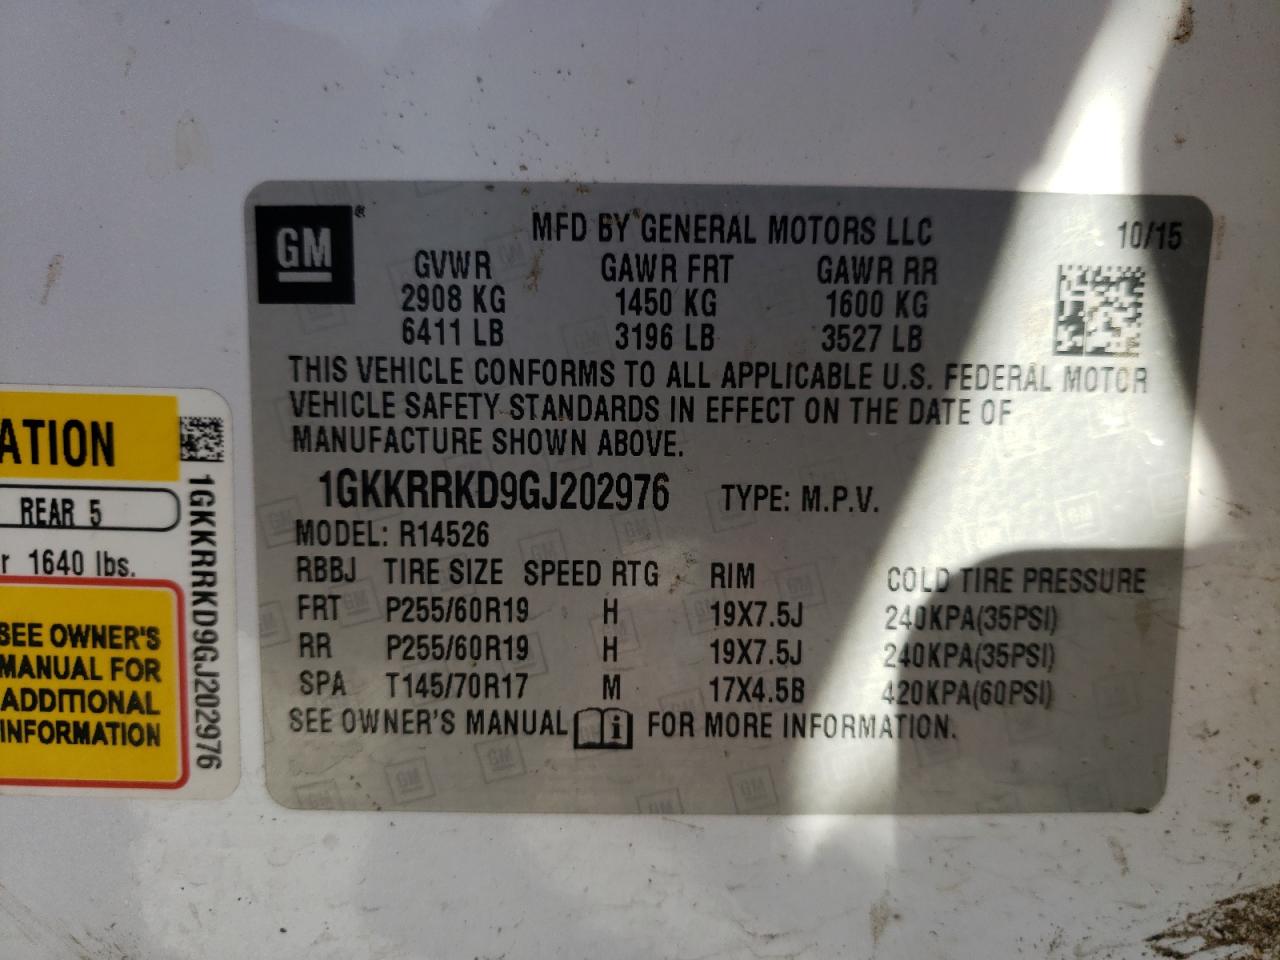 GM®
MFD BY GENERAL MOTORS LLC 10/15
GVWR GAWR FRT GAWR RR
2908 KG 1450 KG 1600 KG
6411 LB 3196 LB 3527 LB
THIS VEHICLE CONFORMS TO ALL APPLICABLE U.S. FEDERAL MOTOR
VEHICLE SAFETY STANDARDS IN EFFECT ON THE DATE OF
MANUFACTURE SHOWN ABOVE.
1GKKRRKD9GJ202976 TYPE: M.P.V.
MODEL: R14526
RBBJ TIRE SIZE SPEED RTG RIM COLD TIRE PRESSURE
FRT P255/60R19 H 19X7.5J 240KPA(35PSI)
RR P255/60R19 H 19X7.5J 240KPA(35PSI)
SPA T145/70R17 M 17X4.5B 420KPA(60PSI)
SEE OWNER'S MANUAL i FOR MORE INFORMATION.
ATION
REAR 5
r 1640 lbs.
SEE OWNER'S
MANUAL FOR
ADDITIONAL
INFORMATION
1GKKRRKD9GJ202976